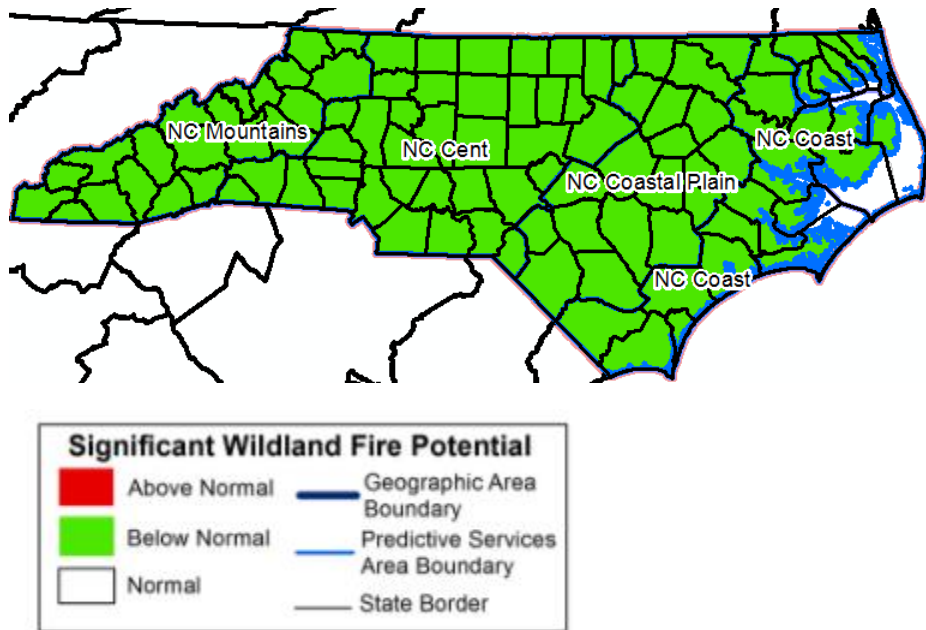 NC Mountains
NC Cent
NC Coast
NC Coastal Plain
NC Coast
Significant Wildland Fire Potential
Above Normal
Geographic Area
Boundary
Below Normal
Predictive Services
Area Boundary
Normal
State Border